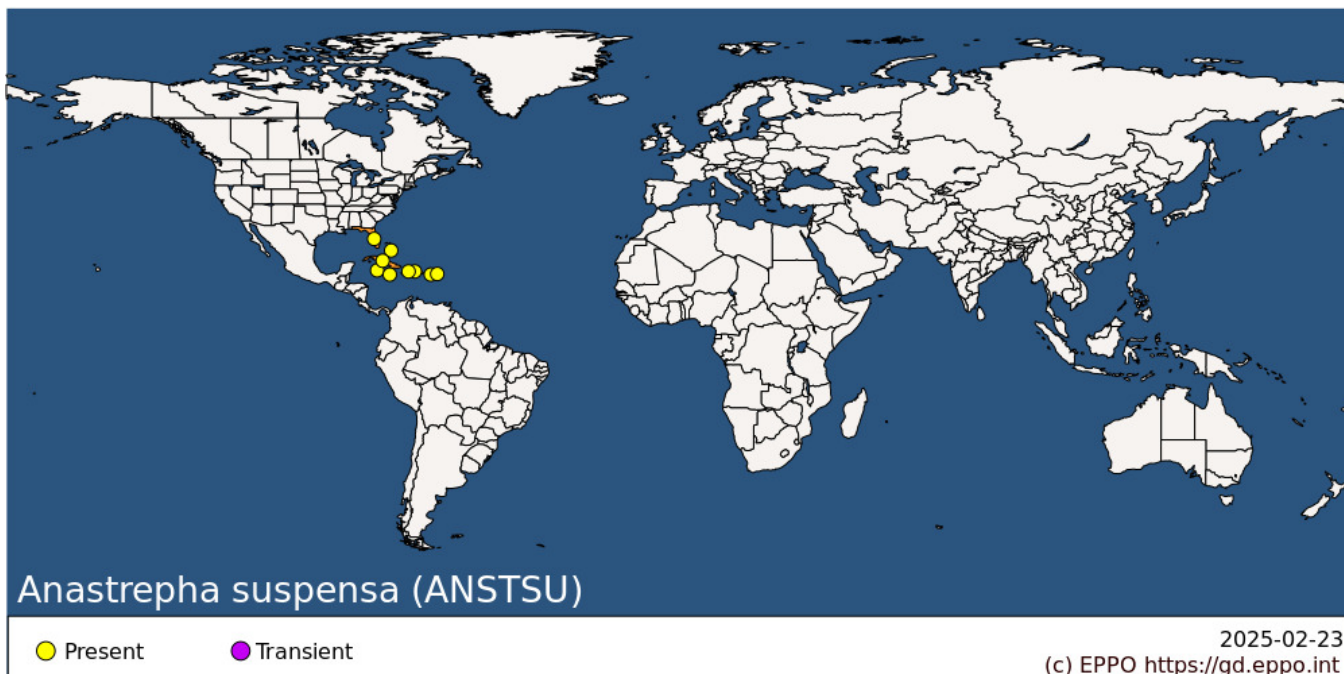 Anastrepha suspensa (ANSTSU)
Present
Transient
2025-02-23
(c) EPPO https://gd.eppo.int